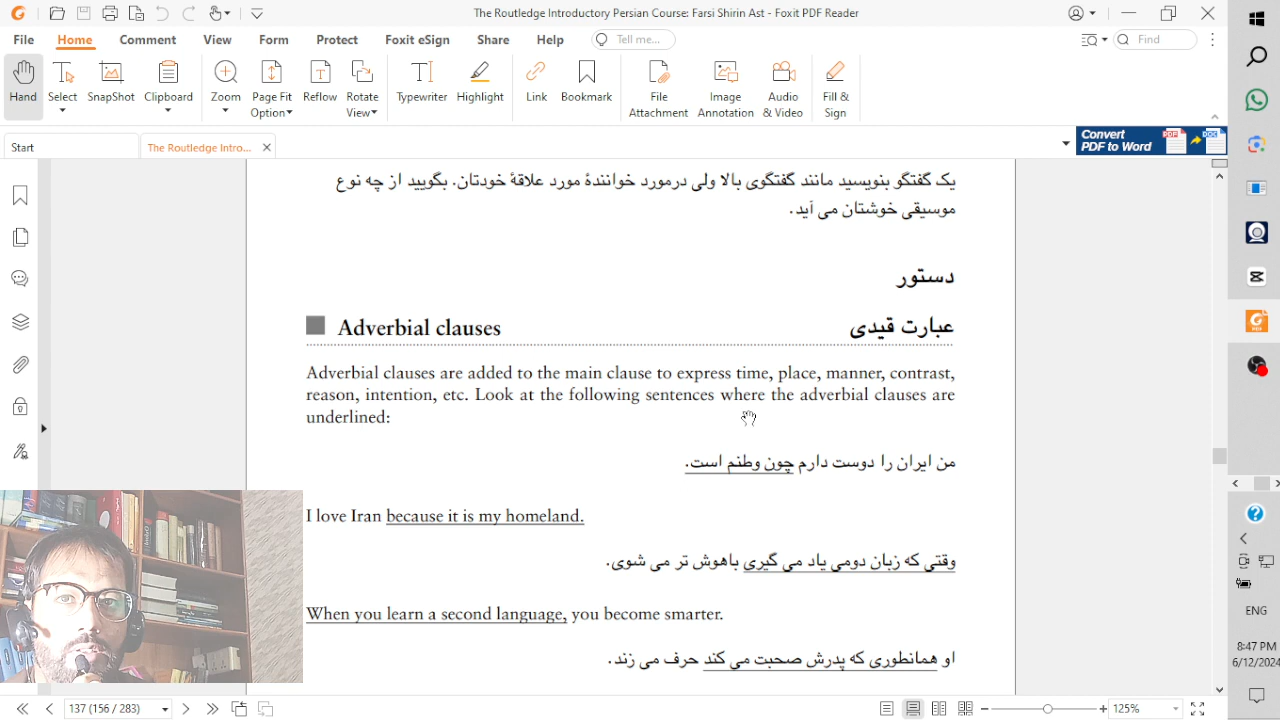 The Routledge Introductory Persian Course: Farsi Shirin Ast - Foxit PDF Reader
File Home Comment View Form Protect Foxit eSign Share Help Tell me... Find
Hand Select SnapShot Clipboard Zoom Page Fit Option Reflow Rotate View Typewriter Highlight Link Bookmark File Attachment Image Annotation Audio & Video Fill & Sign
Start The Routledge Intro... Convert PDF to Word PDF DOC
یک گفتگو بنویسید مانند گفتگوی بالا ولی درمورد خوانندهٔ مورد علاقهٔ خودتان. بگویید از چه نوع
موسیقی خوشتان می آید.
دستور
Adverbial clauses عبارت قیدی
Adverbial clauses are added to the main clause to express time, place, manner, contrast,
reason, intention, etc. Look at the following sentences where the adverbial clauses are
underlined:
من ایران را دوست دارم چون وطنم است.
I love Iran because it is my homeland.
وقتی که زبان دومی یاد می گیری باهوش تر می شوی.
When you learn a second language, you become smarter.
او همانطوری که پدرش صحبت می کند حرف می زند.
ENG
8:47 PM
6/12/2024
137 (156 / 283) 125%